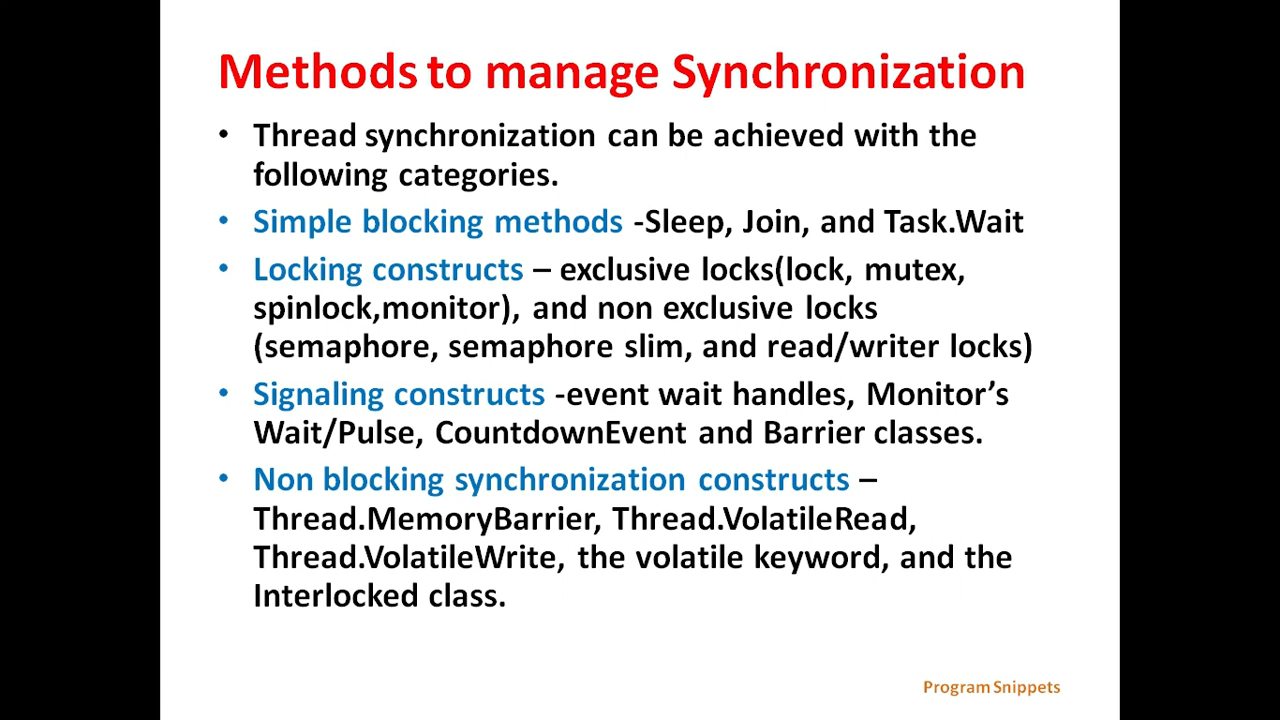 Methods to manage Synchronization
• Thread synchronization can be achieved with the
following categories.
• Simple blocking methods -Sleep, Join, and Task.Wait
• Locking constructs – exclusive locks(lock, mutex,
spinlock,monitor), and non exclusive locks
(semaphore, semaphore slim, and read/writer locks)
• Signaling constructs -event wait handles, Monitor’s
Wait/Pulse, CountdownEvent and Barrier classes.
• Non blocking synchronization constructs –
Thread.MemoryBarrier, Thread.VolatileRead,
Thread.VolatileWrite, the volatile keyword, and the
Interlocked class.
Program Snippets